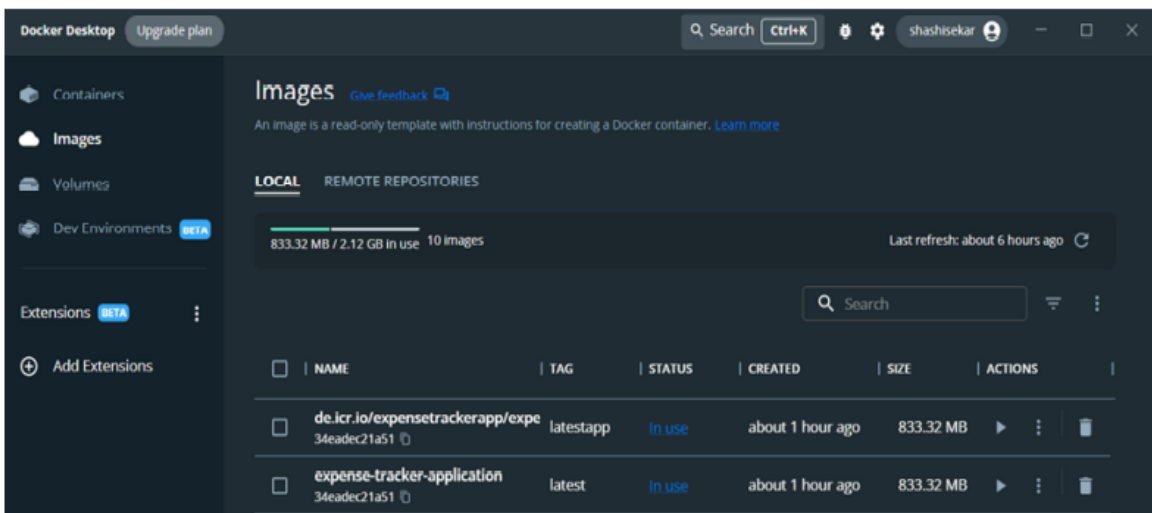 Docker Desktop Upgrade plan Search Ctrl+K shashisekar
Containers
Images
Volumes
Dev Environments BETA
Extensions BETA
Add Extensions
Images Give feedback
An image is a read-only template with instructions for creating a Docker container. Learn more
LOCAL REMOTE REPOSITORIES
833.32 MB / 2.12 GB in use 10 images Last refresh: about 6 hours ago
Search
NAME TAG STATUS CREATED SIZE ACTIONS
de.icr.io/expensetrackerapp/expe latestapp In use about 1 hour ago 833.32 MB
34eadec21a51
expense-tracker-application latest In use about 1 hour ago 833.32 MB
34eadec21a51